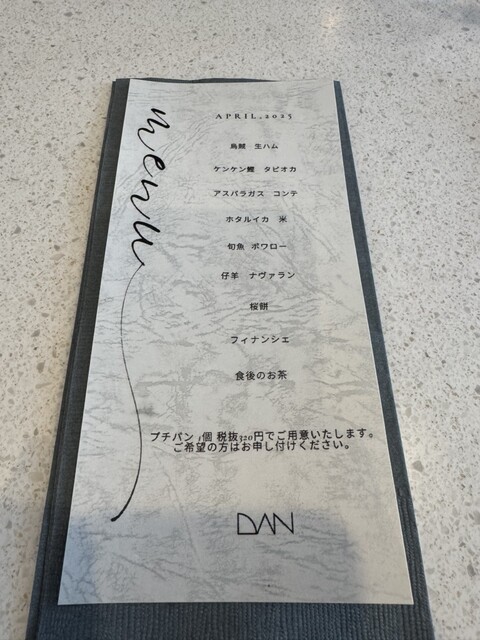 menu
APRIL.2025
烏賊 生ハム
ケンケン鰹 タピオカ
アスパラガス コンテ
ホタルイカ 米
旬魚 ポワロー
仔羊 ナヴァラン
桜餅
フィナンシェ
食後のお茶
プチパン 1個 税抜320円でご用意いたします。
ご希望の方はお申し付けください。
DAN